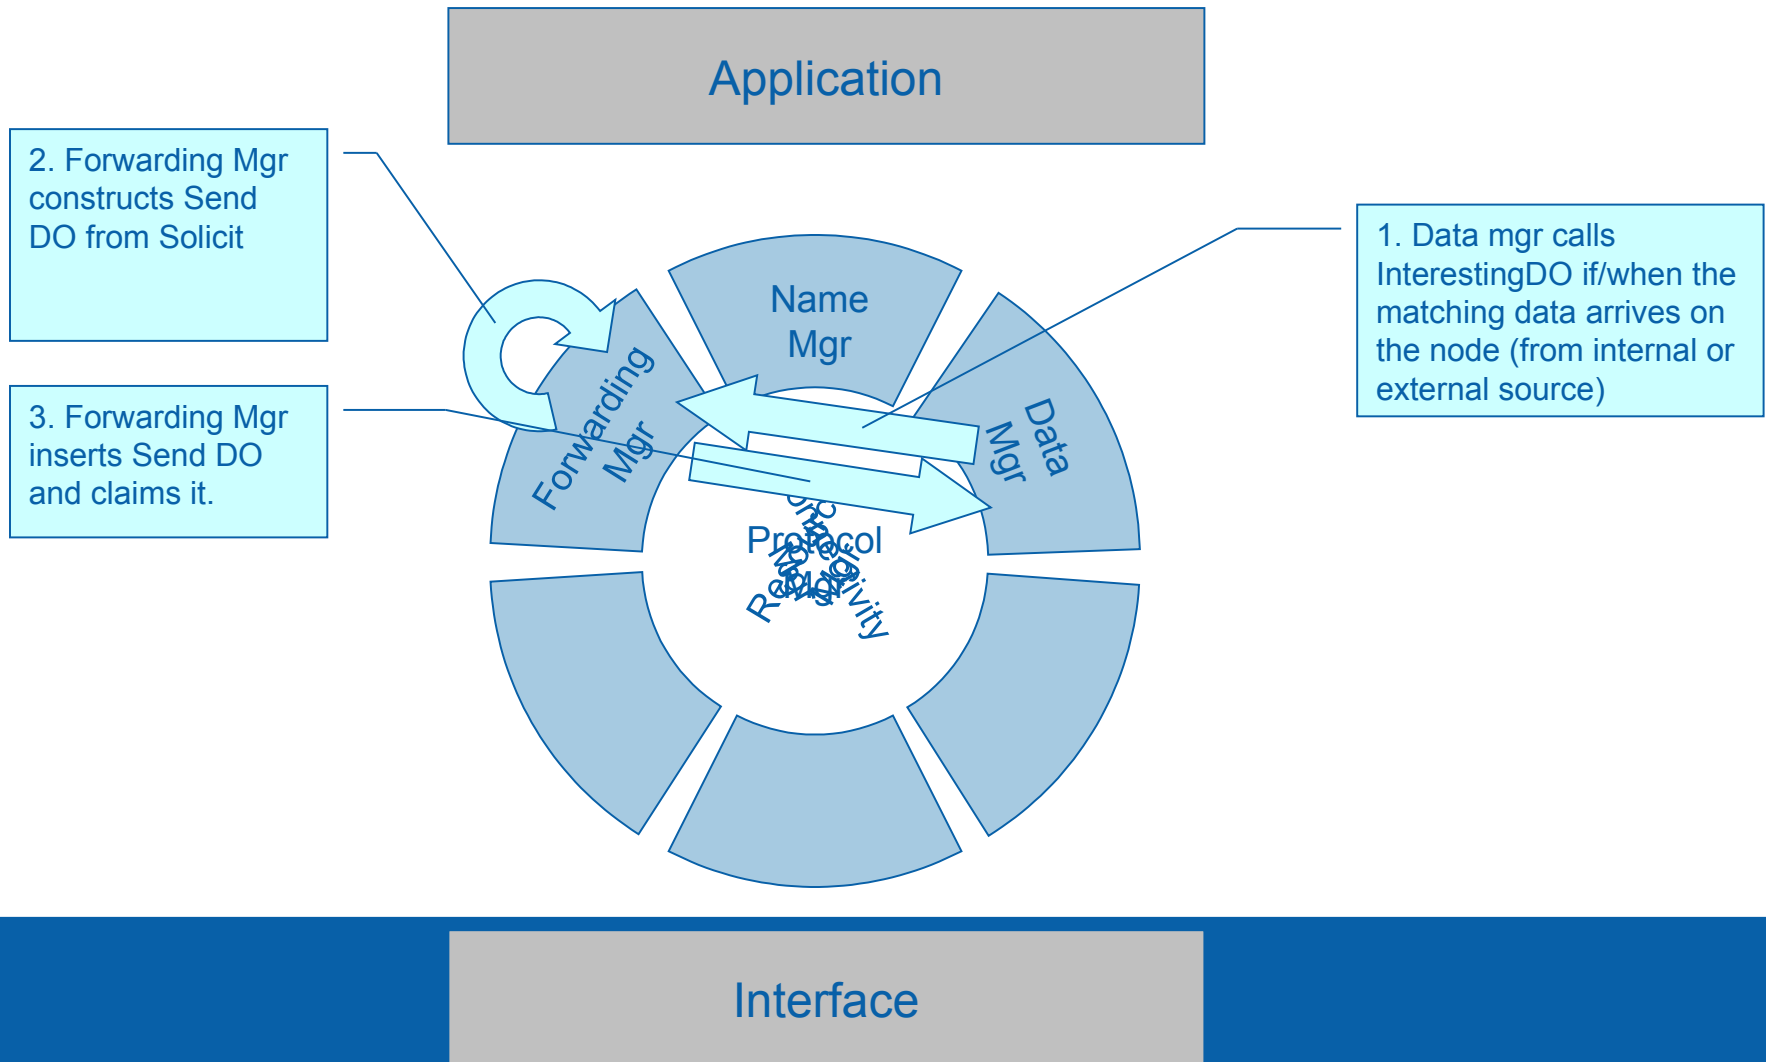 Application
2. Forwarding Mgr
constructs Send
DO from Solicit
1. Data mgr calls
InterestingDO if/when the
matching data arrives on
the node (from internal or
external source)
Name
Mgr
3. Forwarding Mgr
inserts Send DO
and claims it.
Forwarding
Mgr
Data
Mgr
Protocol
Mgr
Interface